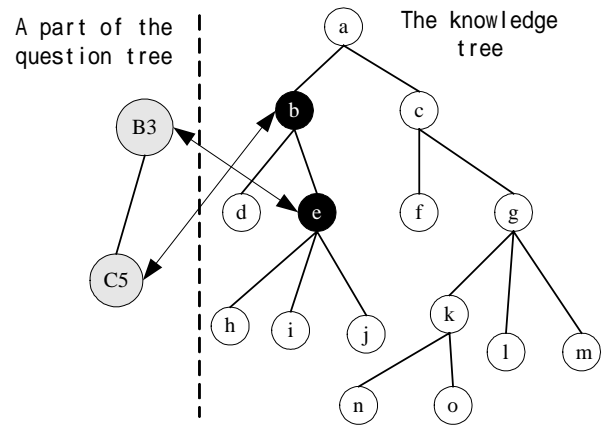 A part of the
question tree
The knowledge
tree
a
b
c
B3
d
e
f
g
C5
h
i
j
k
l
m
n
o